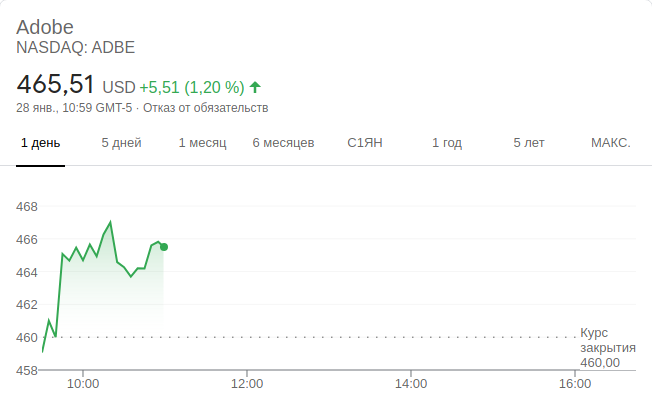 Adobe
NASDAQ: ADBE
465,51 USD +5,51 (1,20 %)
28 янв., 10:59 GMT-5 · Отказ от обязательств
1 день 5 дней 1 месяц 6 месяцев С1ЯН 1 год 5 лет МАКС.
468
466
464
462
460
458
Курс
закрытия
460,00
10:00 12:00 14:00 16:00